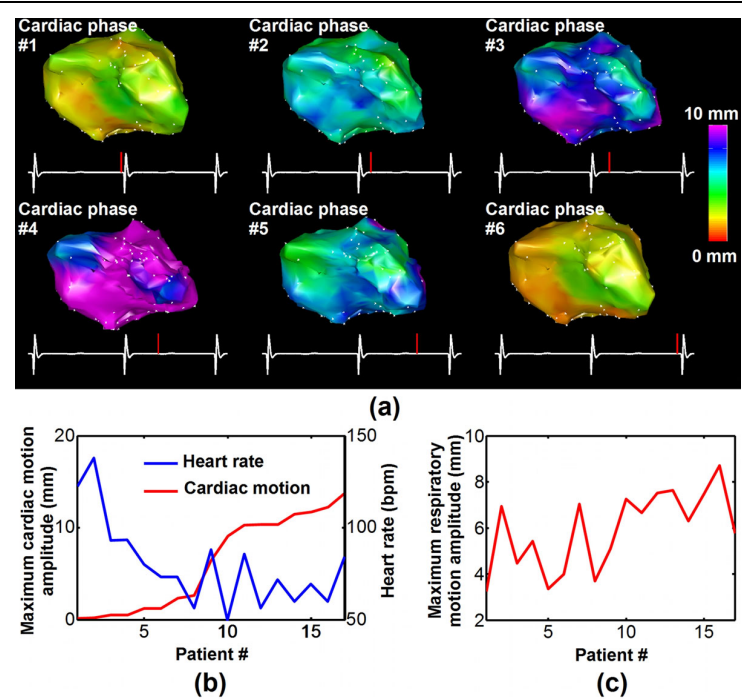 Cardiac phase
#1
Cardiac phase
#2
Cardiac phase
#3
10 mm
0 mm
Cardiac phase
#4
Cardiac phase
#5
Cardiac phase
#6
(a)
Maximum cardiac motion
amplitude (mm)
20
10
0
5
10
15
Patient #
150
100
50
Heart rate (bpm)
Heart rate
Cardiac motion
(b)
Maximum respiratory
motion amplitude (mm)
10
8
6
4
2
5
10
15
Patient #
(c)